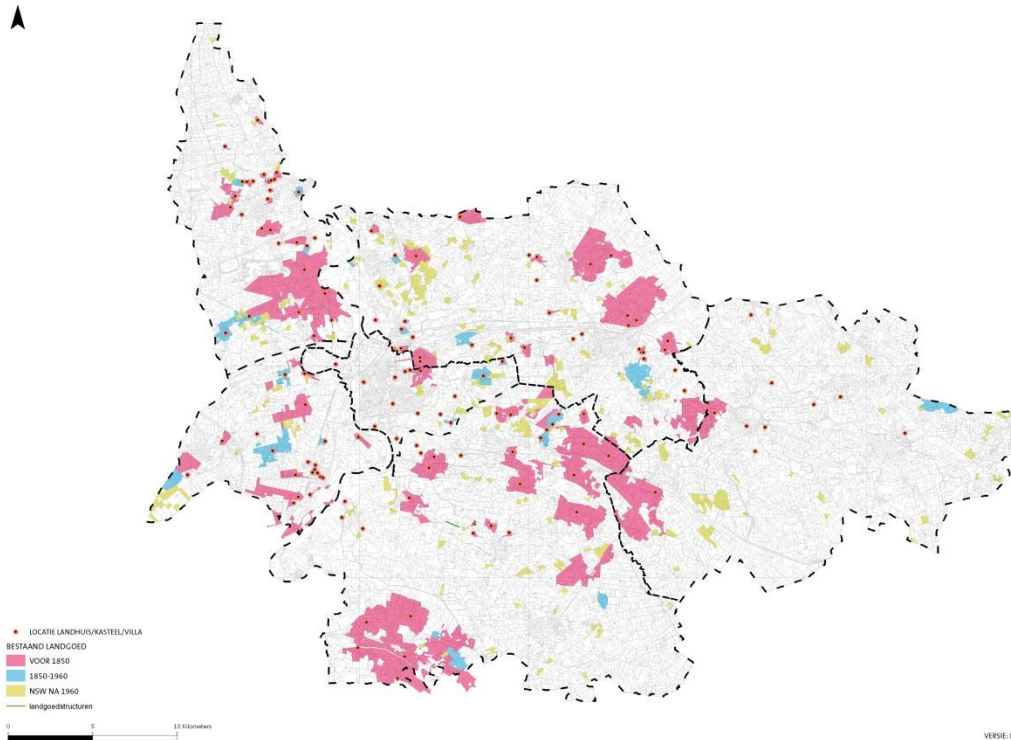 LOCATIE LANDHUIS/KASTEEL/VILLA
BESTAAND LANDGOED
VOOR 1850
1850-1960
NSW NA 1960
landgoedstructuren
0 5 10 Kilometers
VERSIE: